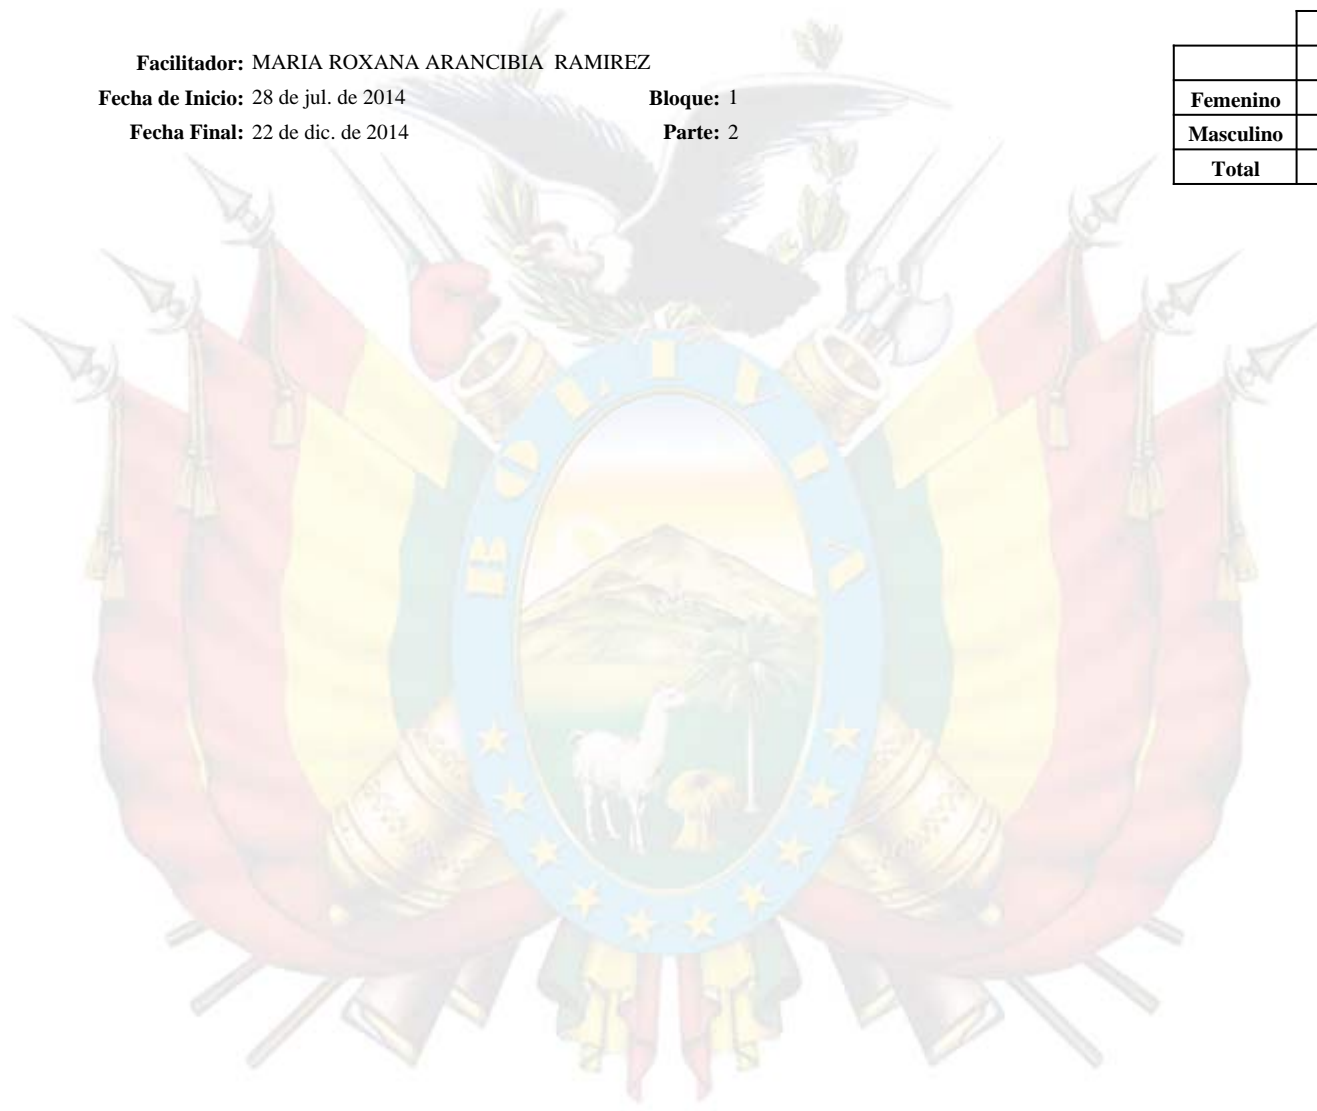 Facilitador: MARIA ROXANA ARANCIBIA RAMIREZ
Fecha de Inicio: 28 de jul. de 2014 Bloque: 1
Fecha Final: 22 de dic. de 2014 Parte: 2
Femenino
Masculino
Total
BOLIVIA